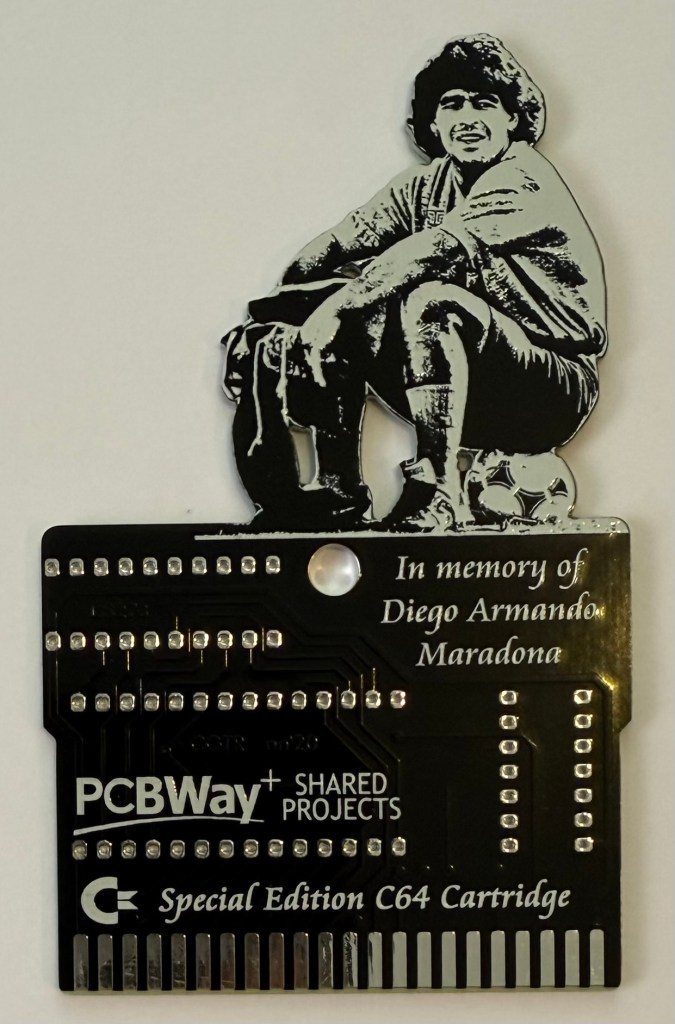 In memory of
Diego Armando
Maradona
PCBWay+ SHARED
PROJECTS
Special Edition C64 Cartridge